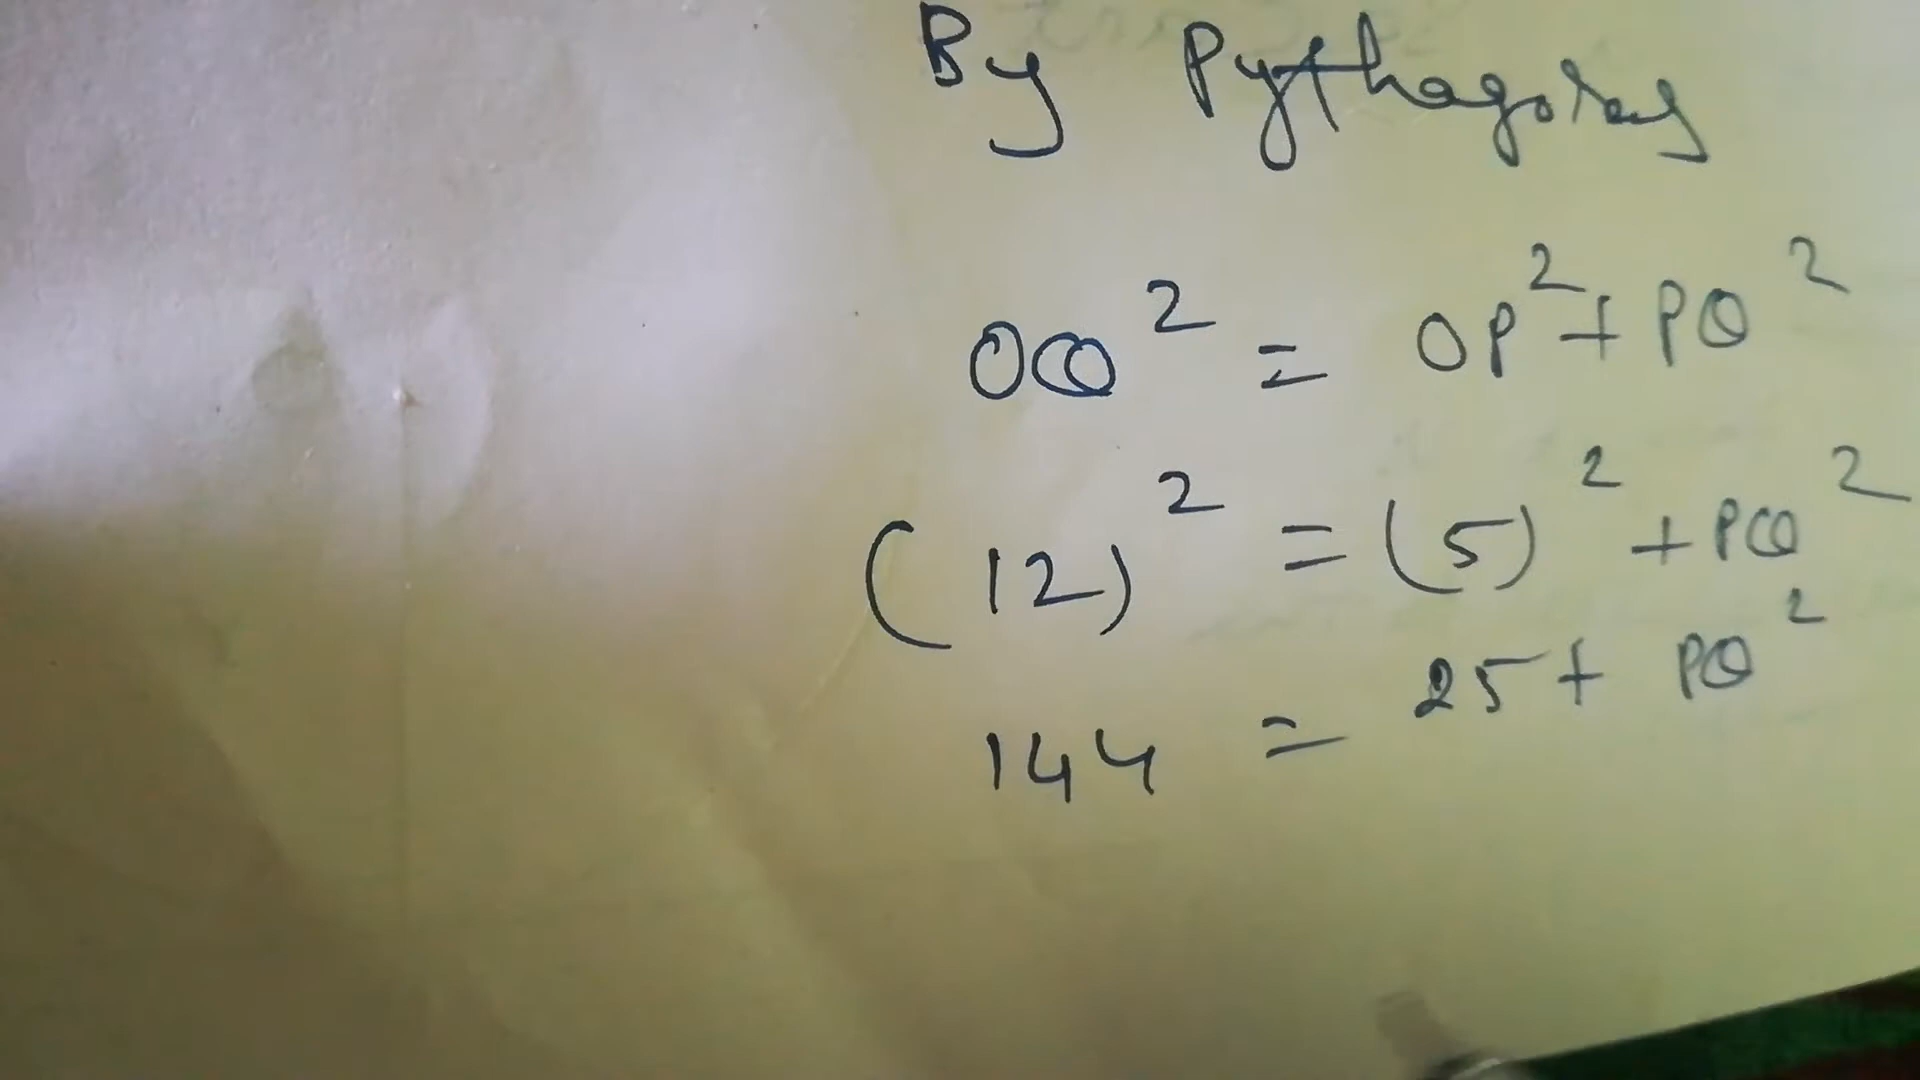 By Pythagoras
OQ² = OP² + PQ²
(12)² = (5)² + PQ²
144 = 25 + PQ²